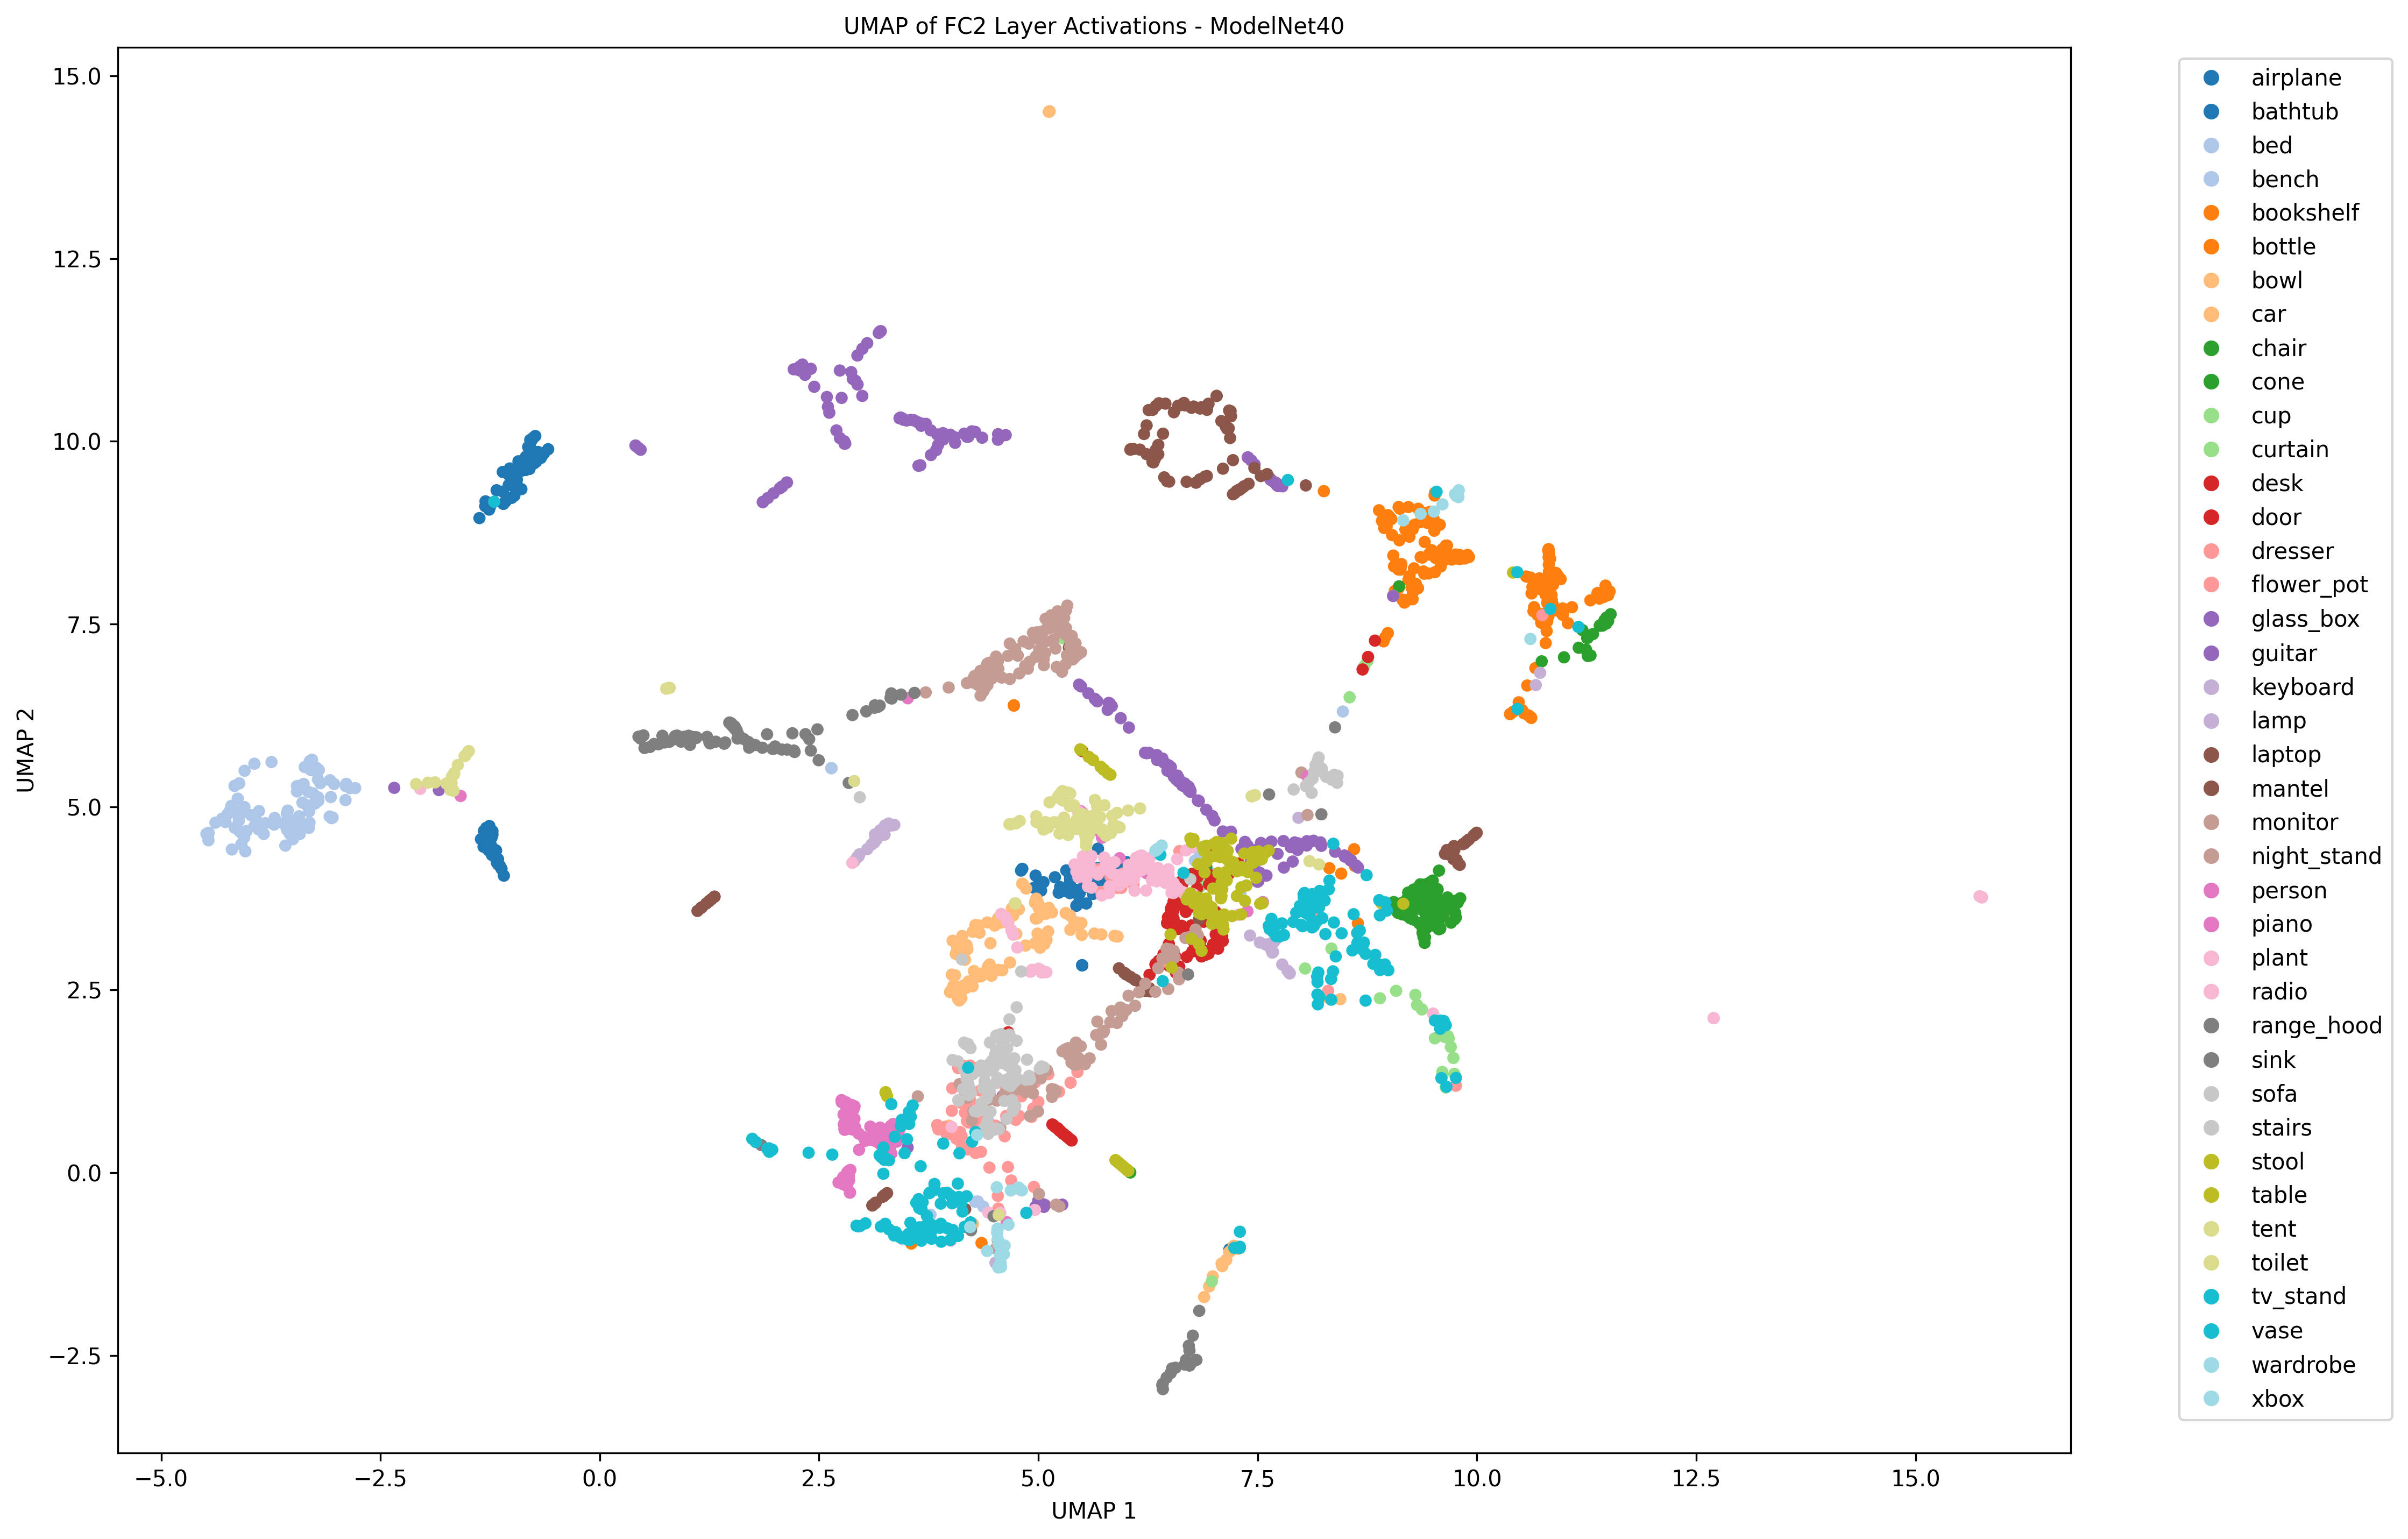 UMAP of FC2 Layer Activations - ModelNet40
15.0
12.5
10.0
7.5
5.0
2.5
0.0
−2.5
UMAP 2
−5.0
−2.5
0.0
2.5
5.0
7.5
10.0
12.5
15.0
UMAP 1
airplane
bathtub
bed
bench
bookshelf
bottle
bowl
car
chair
cone
cup
curtain
desk
door
dresser
flower_pot
glass_box
guitar
keyboard
lamp
laptop
mantel
monitor
night_stand
person
piano
plant
radio
range_hood
sink
sofa
stairs
stool
table
tent
toilet
tv_stand
vase
wardrobe
xbox